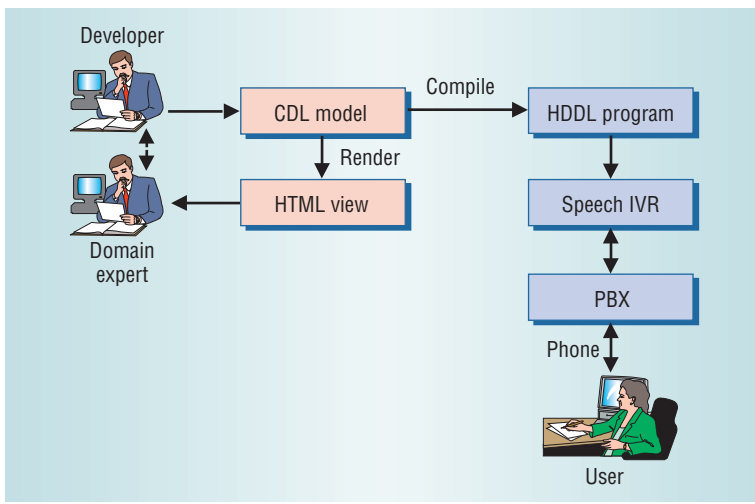 Developer
CDL model
Compile
HDDL program
Render
HTML view
Speech IVR
Domain
expert
PBX
Phone
User